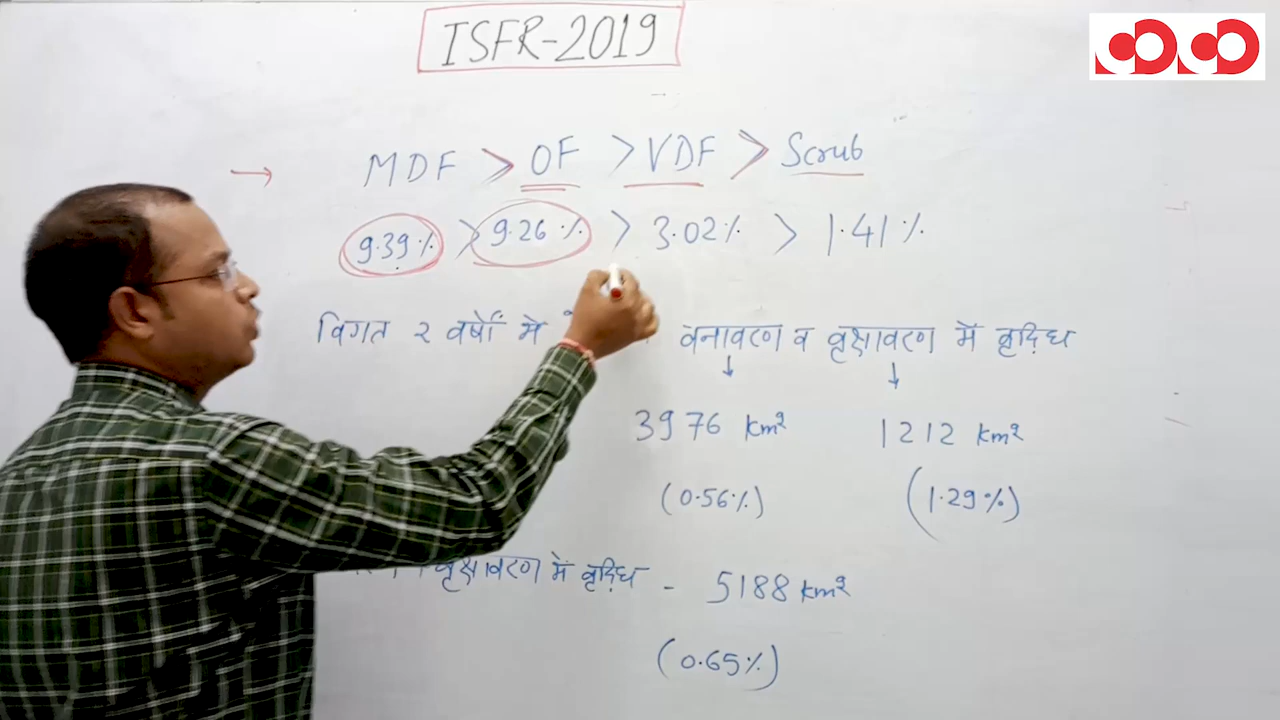 ISFR-2019
→ MDF > OF > VDF > Scrub
9.39% > 9.26% > 3.02% > 1.41%
विगत २ वर्षों मे वनावरण व वृक्षावरण में वृद्धि
↓ ↓
3976 km² 1212 km²
(0.56%) (1.29%)
वृक्षावरण मे वृद्धि - 5188 km²
(0.65%)